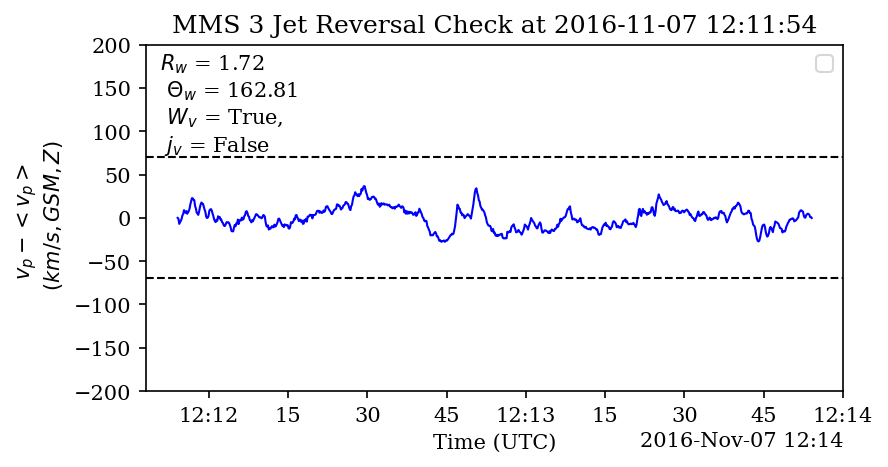 MMS 3 Jet Reversal Check at 2016-11-07 12:11:54
200
150
100
50
0
−50
−100
−150
−200
v_p − < v_p >
(km/s, GSM, Z)
R_w = 1.72
Θ_w = 162.81
W_v = True,
j_v = False
12:12 15 30 45 12:13 15 30 45 12:14
Time (UTC)
2016-Nov-07 12:14